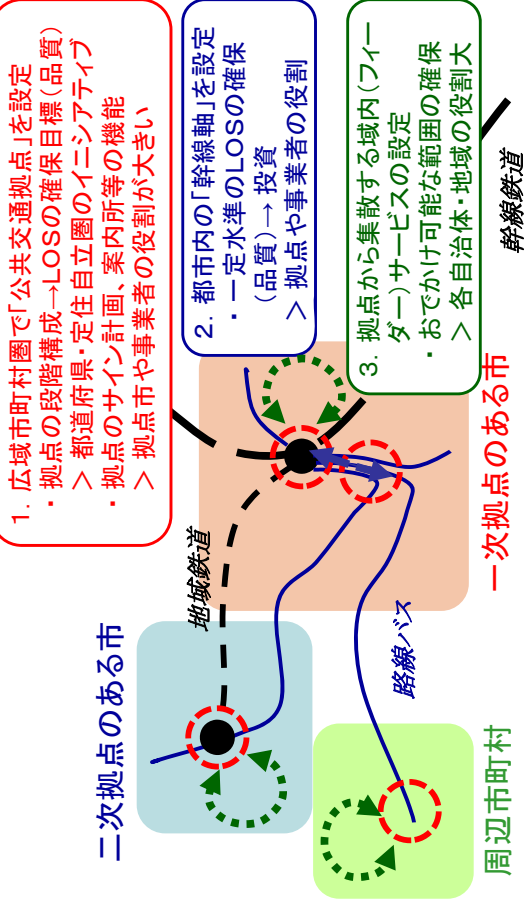 1. 広域市町村圏で「公共交通拠点」を設定
・拠点の段階構成→LOSの確保目標(品質)
＞都道府県・定住自立圏のイニシアティブ
・拠点のサイン計画、案内所等の機能
＞拠点市や事業者の役割が大きい
2. 都市内の「幹線軸」を設定
・一定水準のLOSの確保
(品質)→投資
＞拠点や事業者の役割
3. 拠点から集散する域内(フィー
ダー)サービスの設定
・おでかけ可能な範囲の確保
＞各自治体・地域の役割大
二次拠点のある市
地域鉄道
幹線鉄道
路線バス
一次拠点のある市
周辺市町村